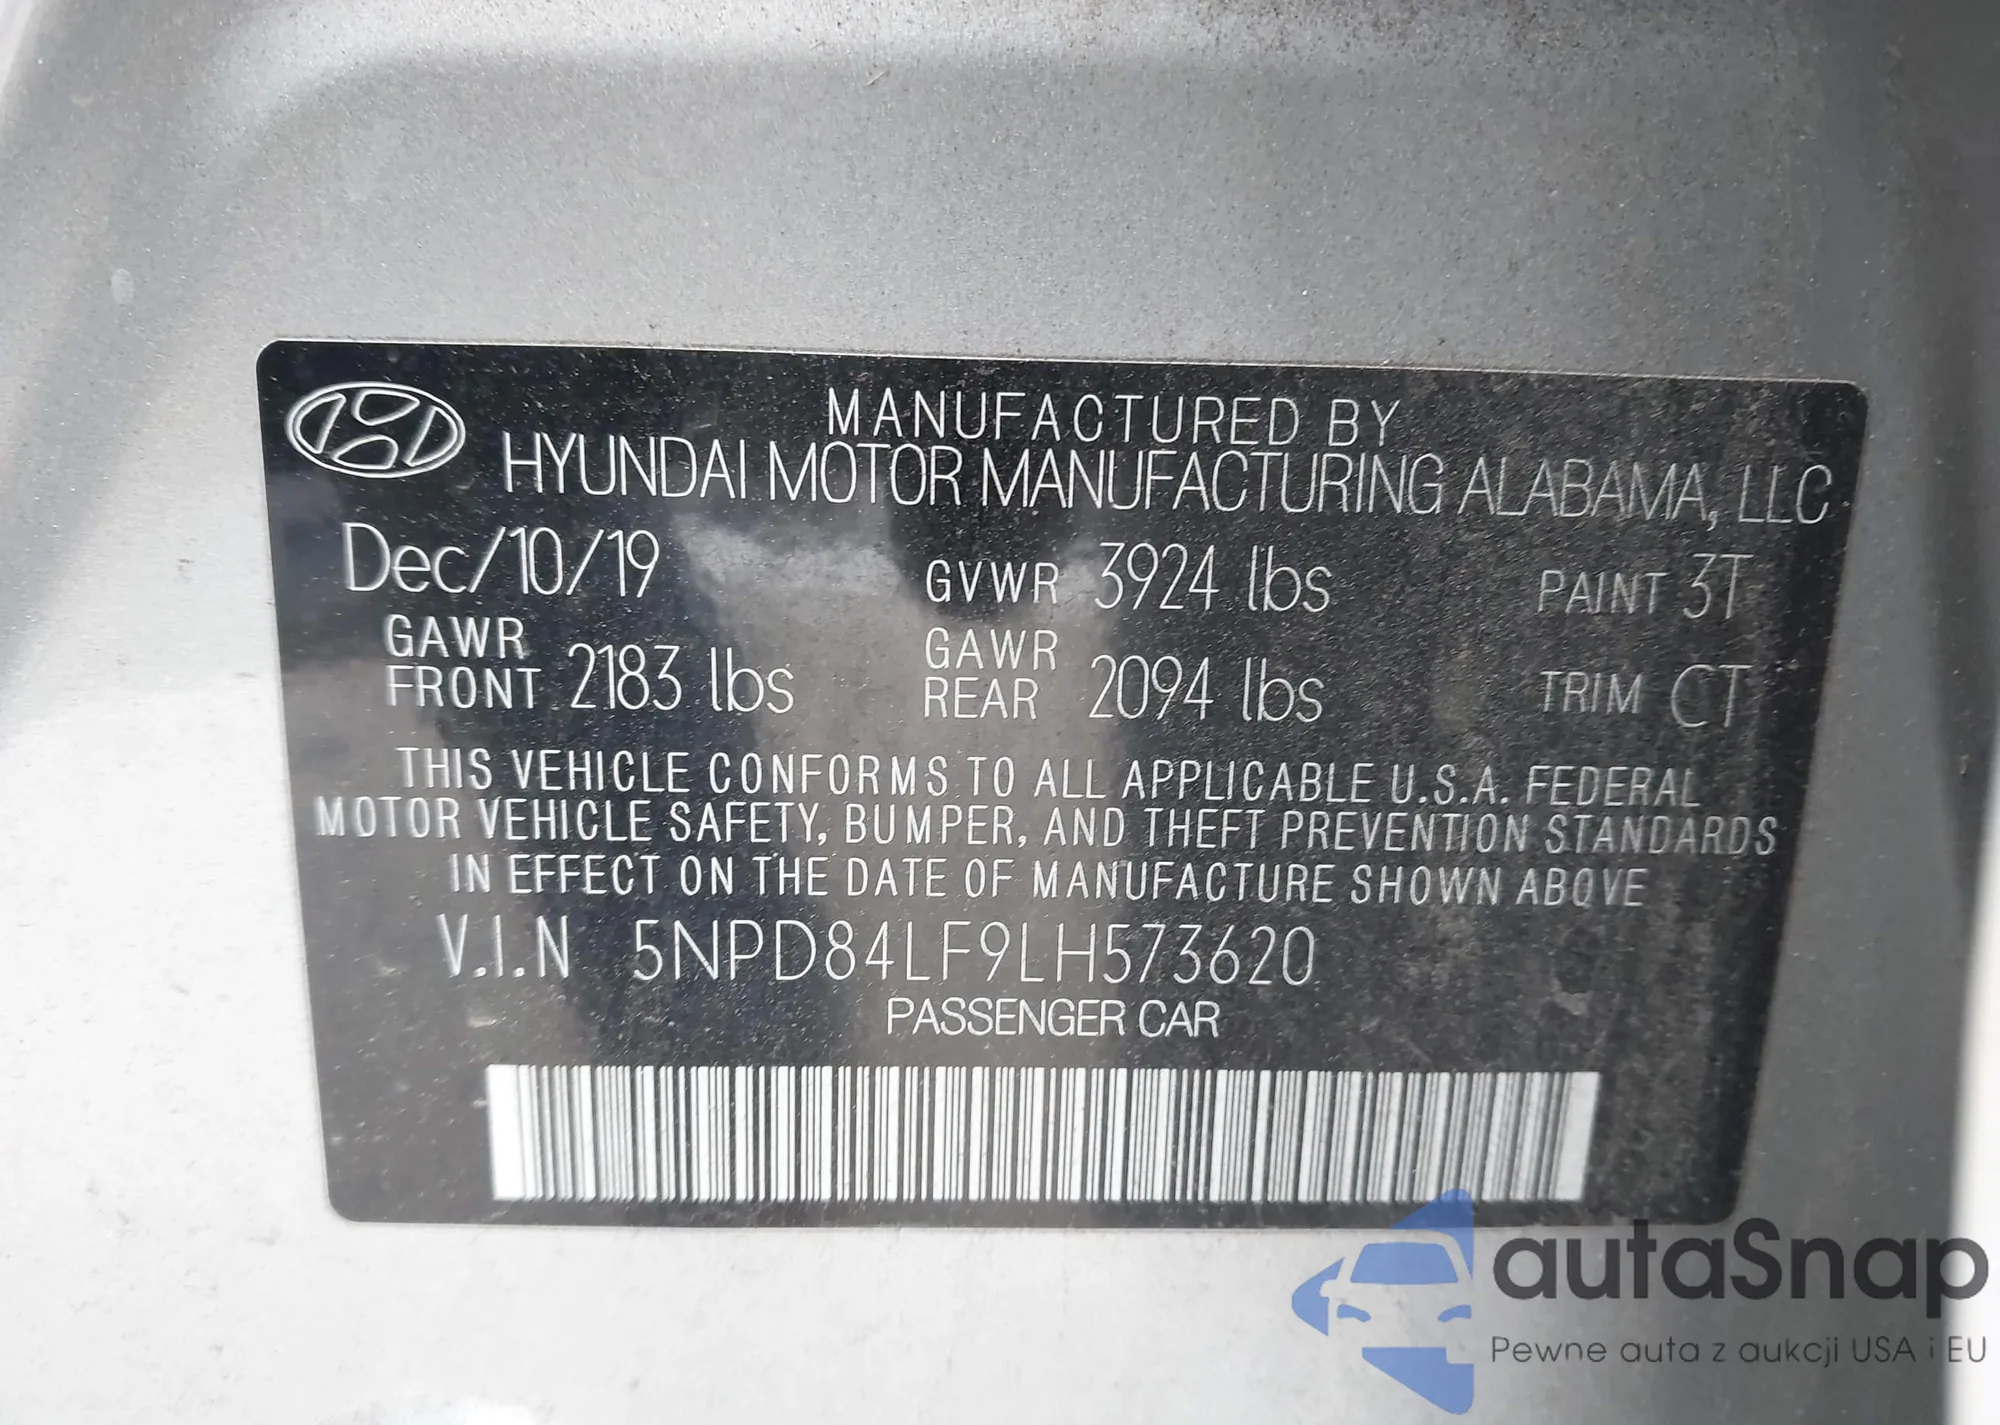 MANUFACTURED BY
HYUNDAI MOTOR MANUFACTURING ALABAMA, LLC
Dec/10/19 GVWR 3924 lbs PAINT 3T
GAWR FRONT 2183 lbs GAWR REAR 2094 lbs TRIM CT
THIS VEHICLE CONFORMS TO ALL APPLICABLE U.S.A. FEDERAL
MOTOR VEHICLE SAFETY, BUMPER, AND THEFT PREVENTION STANDARDS
IN EFFECT ON THE DATE OF MANUFACTURE SHOWN ABOVE
V.I.N 5NPD84LF9LH573620
PASSENGER CAR
autaSnap
Pewne auta z aukcji USA i EU